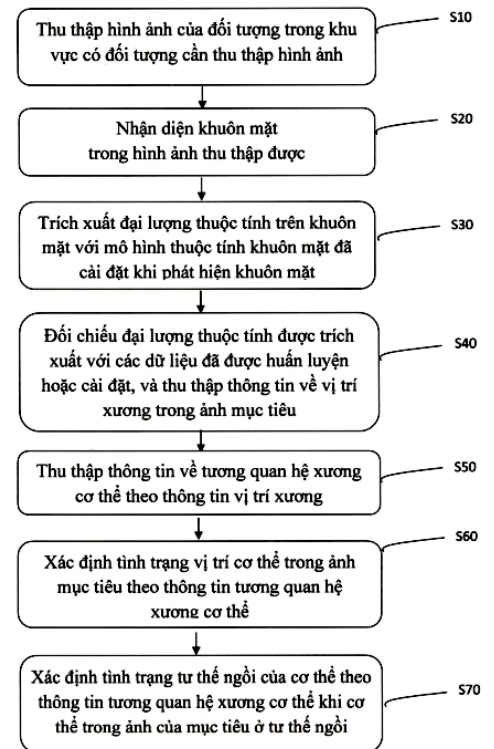 Thu thập hình ảnh của đối tượng trong khu
vực có đối tượng cần thu thập hình ảnh
S10
Nhận diện khuôn mặt
trong hình ảnh thu thập được
S20
Trích xuất đại lượng thuộc tính trên khuôn
mặt với mô hình thuộc tính khuôn mặt đã
cài đặt khi phát hiện khuôn mặt
S30
Đối chiếu đại lượng thuộc tính được trích
xuất với các dữ liệu đã được huấn luyện
hoặc cài đặt, và thu thập thông tin về vị trí
xương trong ảnh mục tiêu
S40
Thu thập thông tin về tương quan hệ xương
cơ thể theo thông tin vị trí xương
S50
Xác định tình trạng vị trí cơ thể trong ảnh
mục tiêu theo thông tin tương quan hệ
xương cơ thể
S60
Xác định tình trạng tư thế ngồi của cơ thể theo
thông tin tương quan hệ xương cơ thể khi cơ
thể trong ảnh của mục tiêu ở tư thế ngồi
S70